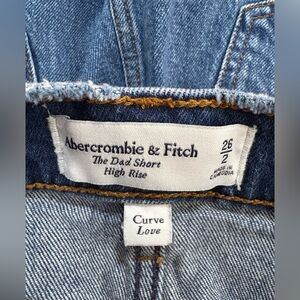 Abercrombie & Fitch
The Dad Short
High Rise
26
2
MADE IN
CAMBODIA
Curve
Love